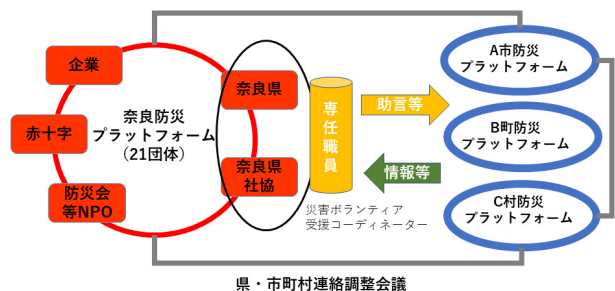 企業
赤十字
防災会
等NPO
奈良防災
プラットフォーム
（21団体）
奈良県
奈良県
社協
専任職員
災害ボランティア
受援コーディネーター
助言等
情報等
A市防災
プラットフォーム
B町防災
プラットフォーム
C村防災
プラットフォーム
県・市町村連絡調整会議